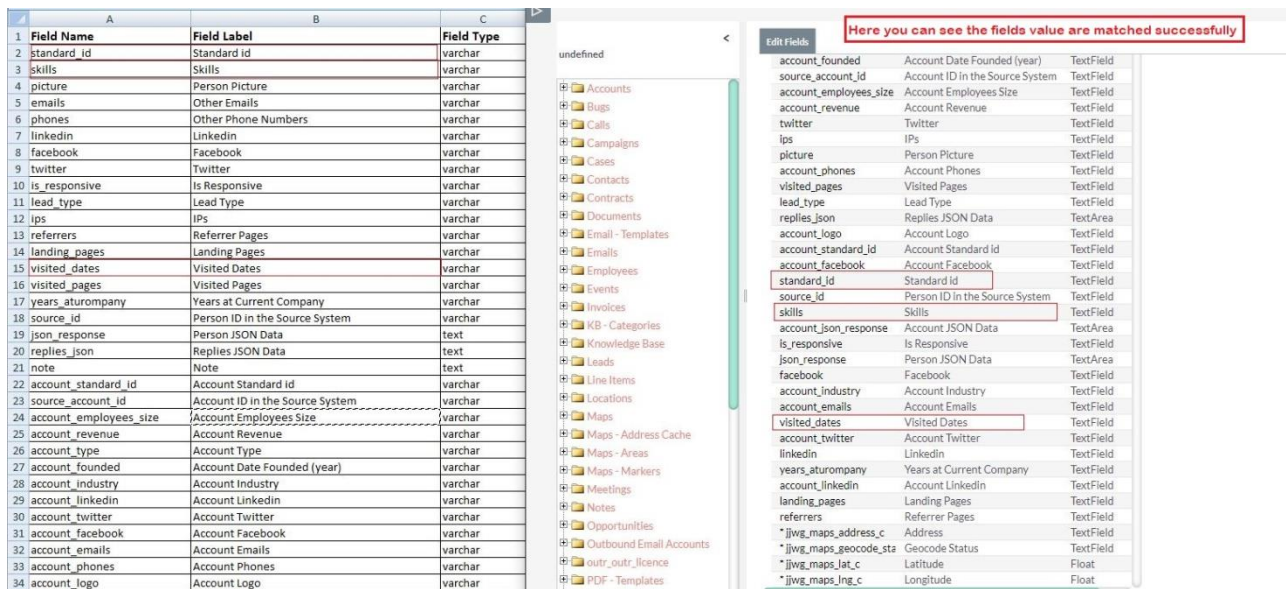 A B C
1 Field Name Field Label Field Type
2 standard_id Standard id varchar
3 skills Skills varchar
4 picture Person Picture varchar
5 emails Other Emails varchar
6 phones Other Phone Numbers varchar
7 linkedin Linkedin varchar
8 facebook Facebook varchar
9 twitter Twitter varchar
10 is_responsive Is Responsive varchar
11 lead_type Lead Type varchar
12 ips IPs varchar
13 referrers Referrer Pages varchar
14 landing_pages Landing Pages varchar
15 visited_dates Visited Dates varchar
16 visited_pages Visited Pages varchar
17 years_aturompany Years at Current Company varchar
18 source_id Person ID in the Source System varchar
19 json_response Person JSON Data text
20 replies_json Replies JSON Data text
21 note Note text
22 account_standard_id Account Standard id varchar
23 source_account_id Account ID in the Source System varchar
24 account_employees_size Account Employees Size varchar
25 account_revenue Account Revenue varchar
26 account_type Account Type varchar
27 account_founded Account Date Founded (year) varchar
28 account_industry Account Industry varchar
29 account_linkedin Account Linkedin varchar
30 account_twitter Account Twitter varchar
31 account_facebook Account Facebook varchar
32 account_emails Account Emails varchar
33 account_phones Account Phones varchar
34 account_logo Account Logo varchar
undefined
Accounts
Bugs
Calls
Campaigns
Cases
Contacts
Contracts
Documents
Email - Templates
Emails
Employees
Events
Invoices
KB - Categories
Knowledge Base
Leads
Line Items
Locations
Maps
Maps - Address Cache
Maps - Areas
Maps - Markers
Meetings
Notes
Opportunities
Outbound Email Accounts
outr_outr_licence
PDF - Templates
Here you can see the fields value are matched successfully
Edit Fields
account_founded Account Date Founded (year) TextField
source_account_id Account ID in the Source System TextField
account_employees_size Account Employees Size TextField
account_revenue Account Revenue TextField
twitter Twitter TextField
ips IPs TextField
picture Person Picture TextField
account_phones Account Phones TextField
visited_pages Visited Pages TextField
lead_type Lead Type TextField
replies_json Replies JSON Data TextArea
account_logo Account Logo TextField
account_standard_id Account Standard id TextField
account_facebook Account Facebook TextField
standard_id Standard id TextField
source_id Person ID in the Source System TextField
skills Skills TextField
account_json_response Account JSON Data TextArea
is_responsive Is Responsive TextField
json_response Person JSON Data TextArea
facebook Facebook TextField
account_industry Account Industry TextField
account_emails Account Emails TextField
visited_dates Visited Dates TextField
account_twitter Account Twitter TextField
linkedin Linkedin TextField
years_aturompany Years at Current Company TextField
account_linkedin Account Linkedin TextField
landing_pages Landing Pages TextField
referrers Referrer Pages TextField
*jjwg_maps_address_c Address TextField
*jjwg_maps_geocode_sta Geocode Status TextField
*jjwg_maps_lat_c Latitude Float
*jjwg_maps_lng_c Longitude Float